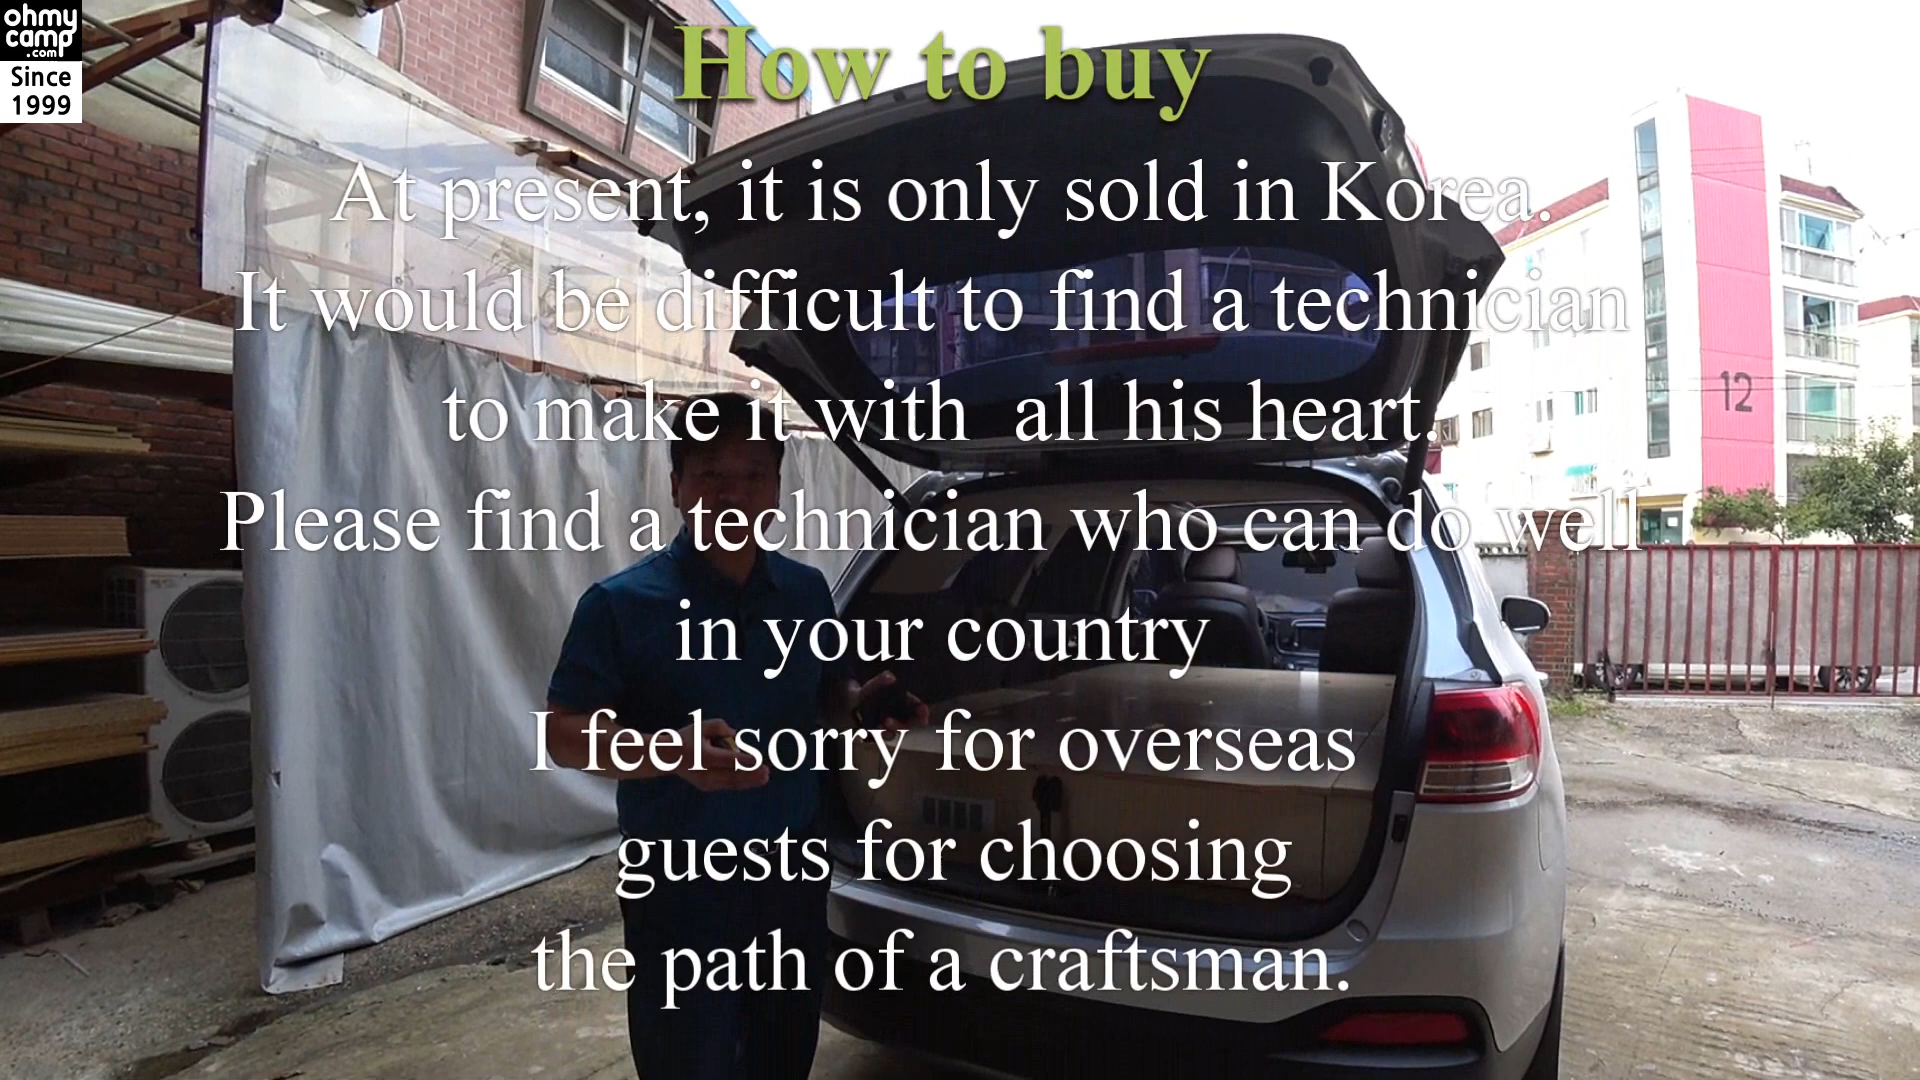 ohmy
camp
.com
Since
1999
How to buy
At present, it is only sold in Korea.
It would be difficult to find a technician
to make it with  all his heart.
Please find a technician who can do well
in your country
I feel sorry for overseas
guests for choosing
the path of a craftsman.
12